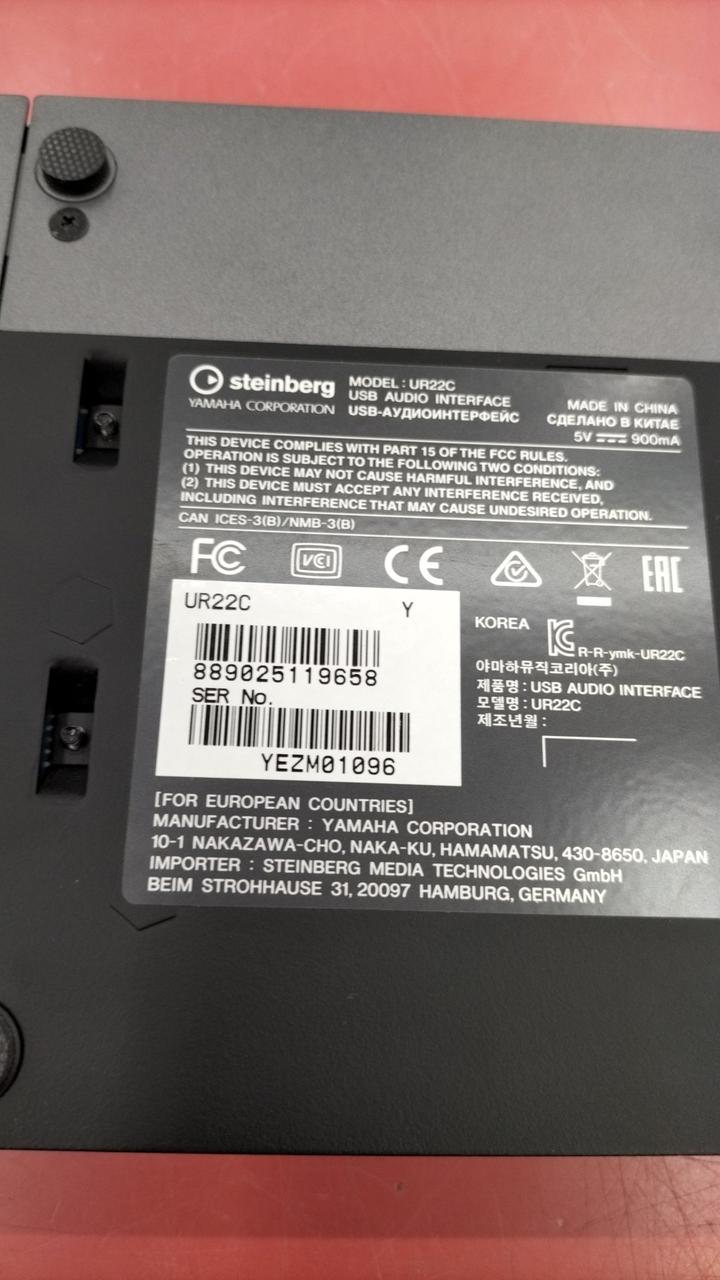 steinberg
YAMAHA CORPORATION
MODEL : UR22C
USB AUDIO INTERFACE
USB-АУДИОИНТЕРФЕЙС
MADE IN CHINA
СДЕЛАНО В КИТАЕ
5V 900mA
THIS DEVICE COMPLIES WITH PART 15 OF THE FCC RULES.
OPERATION IS SUBJECT TO THE FOLLOWING TWO CONDITIONS:
(1) THIS DEVICE MAY NOT CAUSE HARMFUL INTERFERENCE, AND
(2) THIS DEVICE MUST ACCEPT ANY INTERFERENCE RECEIVED,
INCLUDING INTERFERENCE THAT MAY CAUSE UNDESIRED OPERATION.
CAN ICES-3(B)/NMB-3(B)
FC VCI CE EAC
UR22C Y
889025119658
SER No.
YEZM01096
KOREA
R-R-ymk-UR22C
야마하뮤직코리아(주)
제품명 : USB AUDIO INTERFACE
모델명 : UR22C
제조년월 :
[FOR EUROPEAN COUNTRIES]
MANUFACTURER : YAMAHA CORPORATION
10-1 NAKAZAWA-CHO, NAKA-KU, HAMAMATSU, 430-8650, JAPAN
IMPORTER : STEINBERG MEDIA TECHNOLOGIES GmbH
BEIM STROHHAUSE 31, 20097 HAMBURG, GERMANY